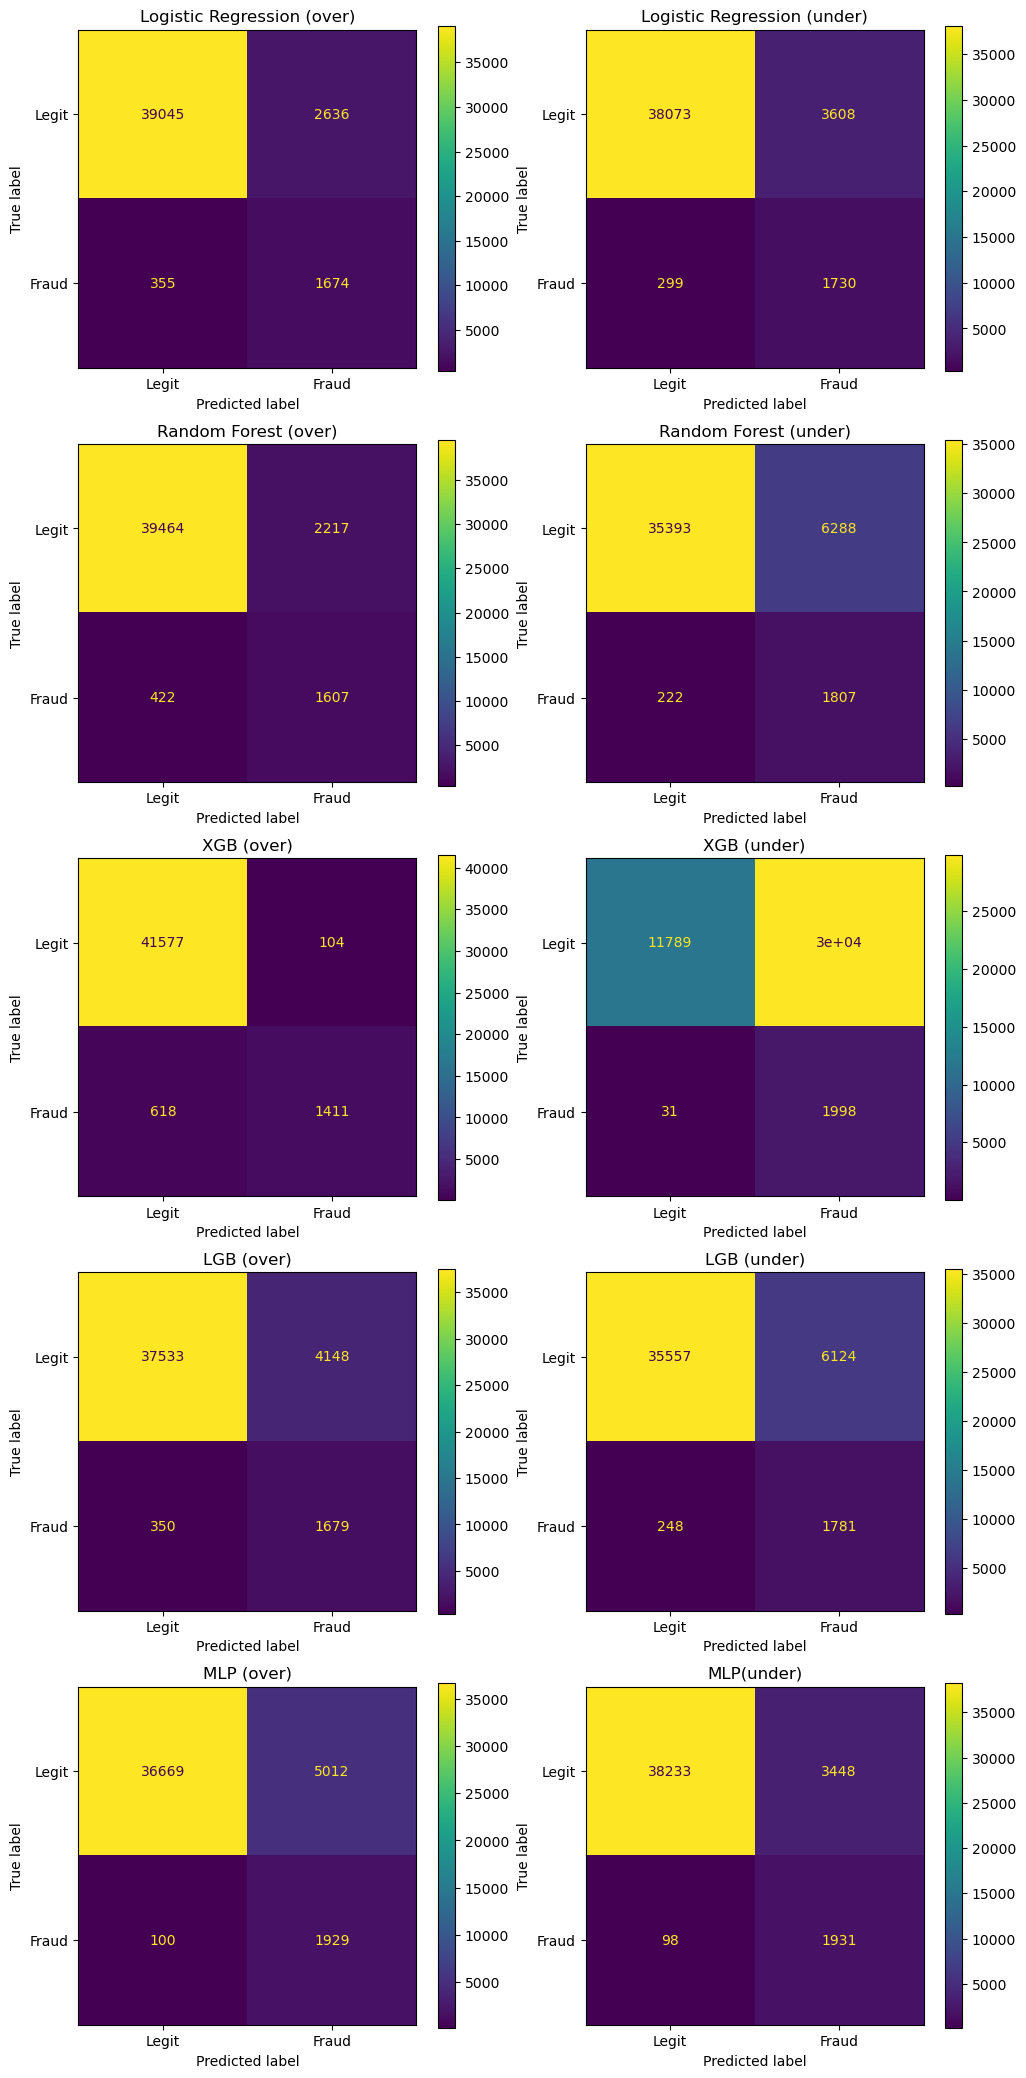 Logistic Regression (over)
Legit
Fraud
True label
39045
2636
355
1674
Legit
Fraud
Predicted label
35000
30000
25000
20000
15000
10000
5000
Logistic Regression (under)
Legit
Fraud
True label
38073
3608
299
1730
Legit
Fraud
Predicted label
35000
30000
25000
20000
15000
10000
5000
Random Forest (over)
Legit
Fraud
True label
39464
2217
422
1607
Legit
Fraud
Predicted label
35000
30000
25000
20000
15000
10000
5000
Random Forest (under)
Legit
Fraud
True label
35393
6288
222
1807
Legit
Fraud
Predicted label
35000
30000
25000
20000
15000
10000
5000
XGB (over)
Legit
Fraud
True label
41577
104
618
1411
Legit
Fraud
Predicted label
40000
35000
30000
25000
20000
15000
10000
5000
XGB (under)
Legit
Fraud
True label
11789
3e+04
31
1998
Legit
Fraud
Predicted label
25000
20000
15000
10000
5000
LGB (over)
Legit
Fraud
True label
37533
4148
350
1679
Legit
Fraud
Predicted label
35000
30000
25000
20000
15000
10000
5000
LGB (under)
Legit
Fraud
True label
35557
6124
248
1781
Legit
Fraud
Predicted label
35000
30000
25000
20000
15000
10000
5000
MLP (over)
Legit
Fraud
True label
36669
5012
100
1929
Legit
Fraud
Predicted label
35000
30000
25000
20000
15000
10000
5000
MLP(under)
Legit
Fraud
True label
38233
3448
98
1931
Legit
Fraud
Predicted label
35000
30000
25000
20000
15000
10000
5000